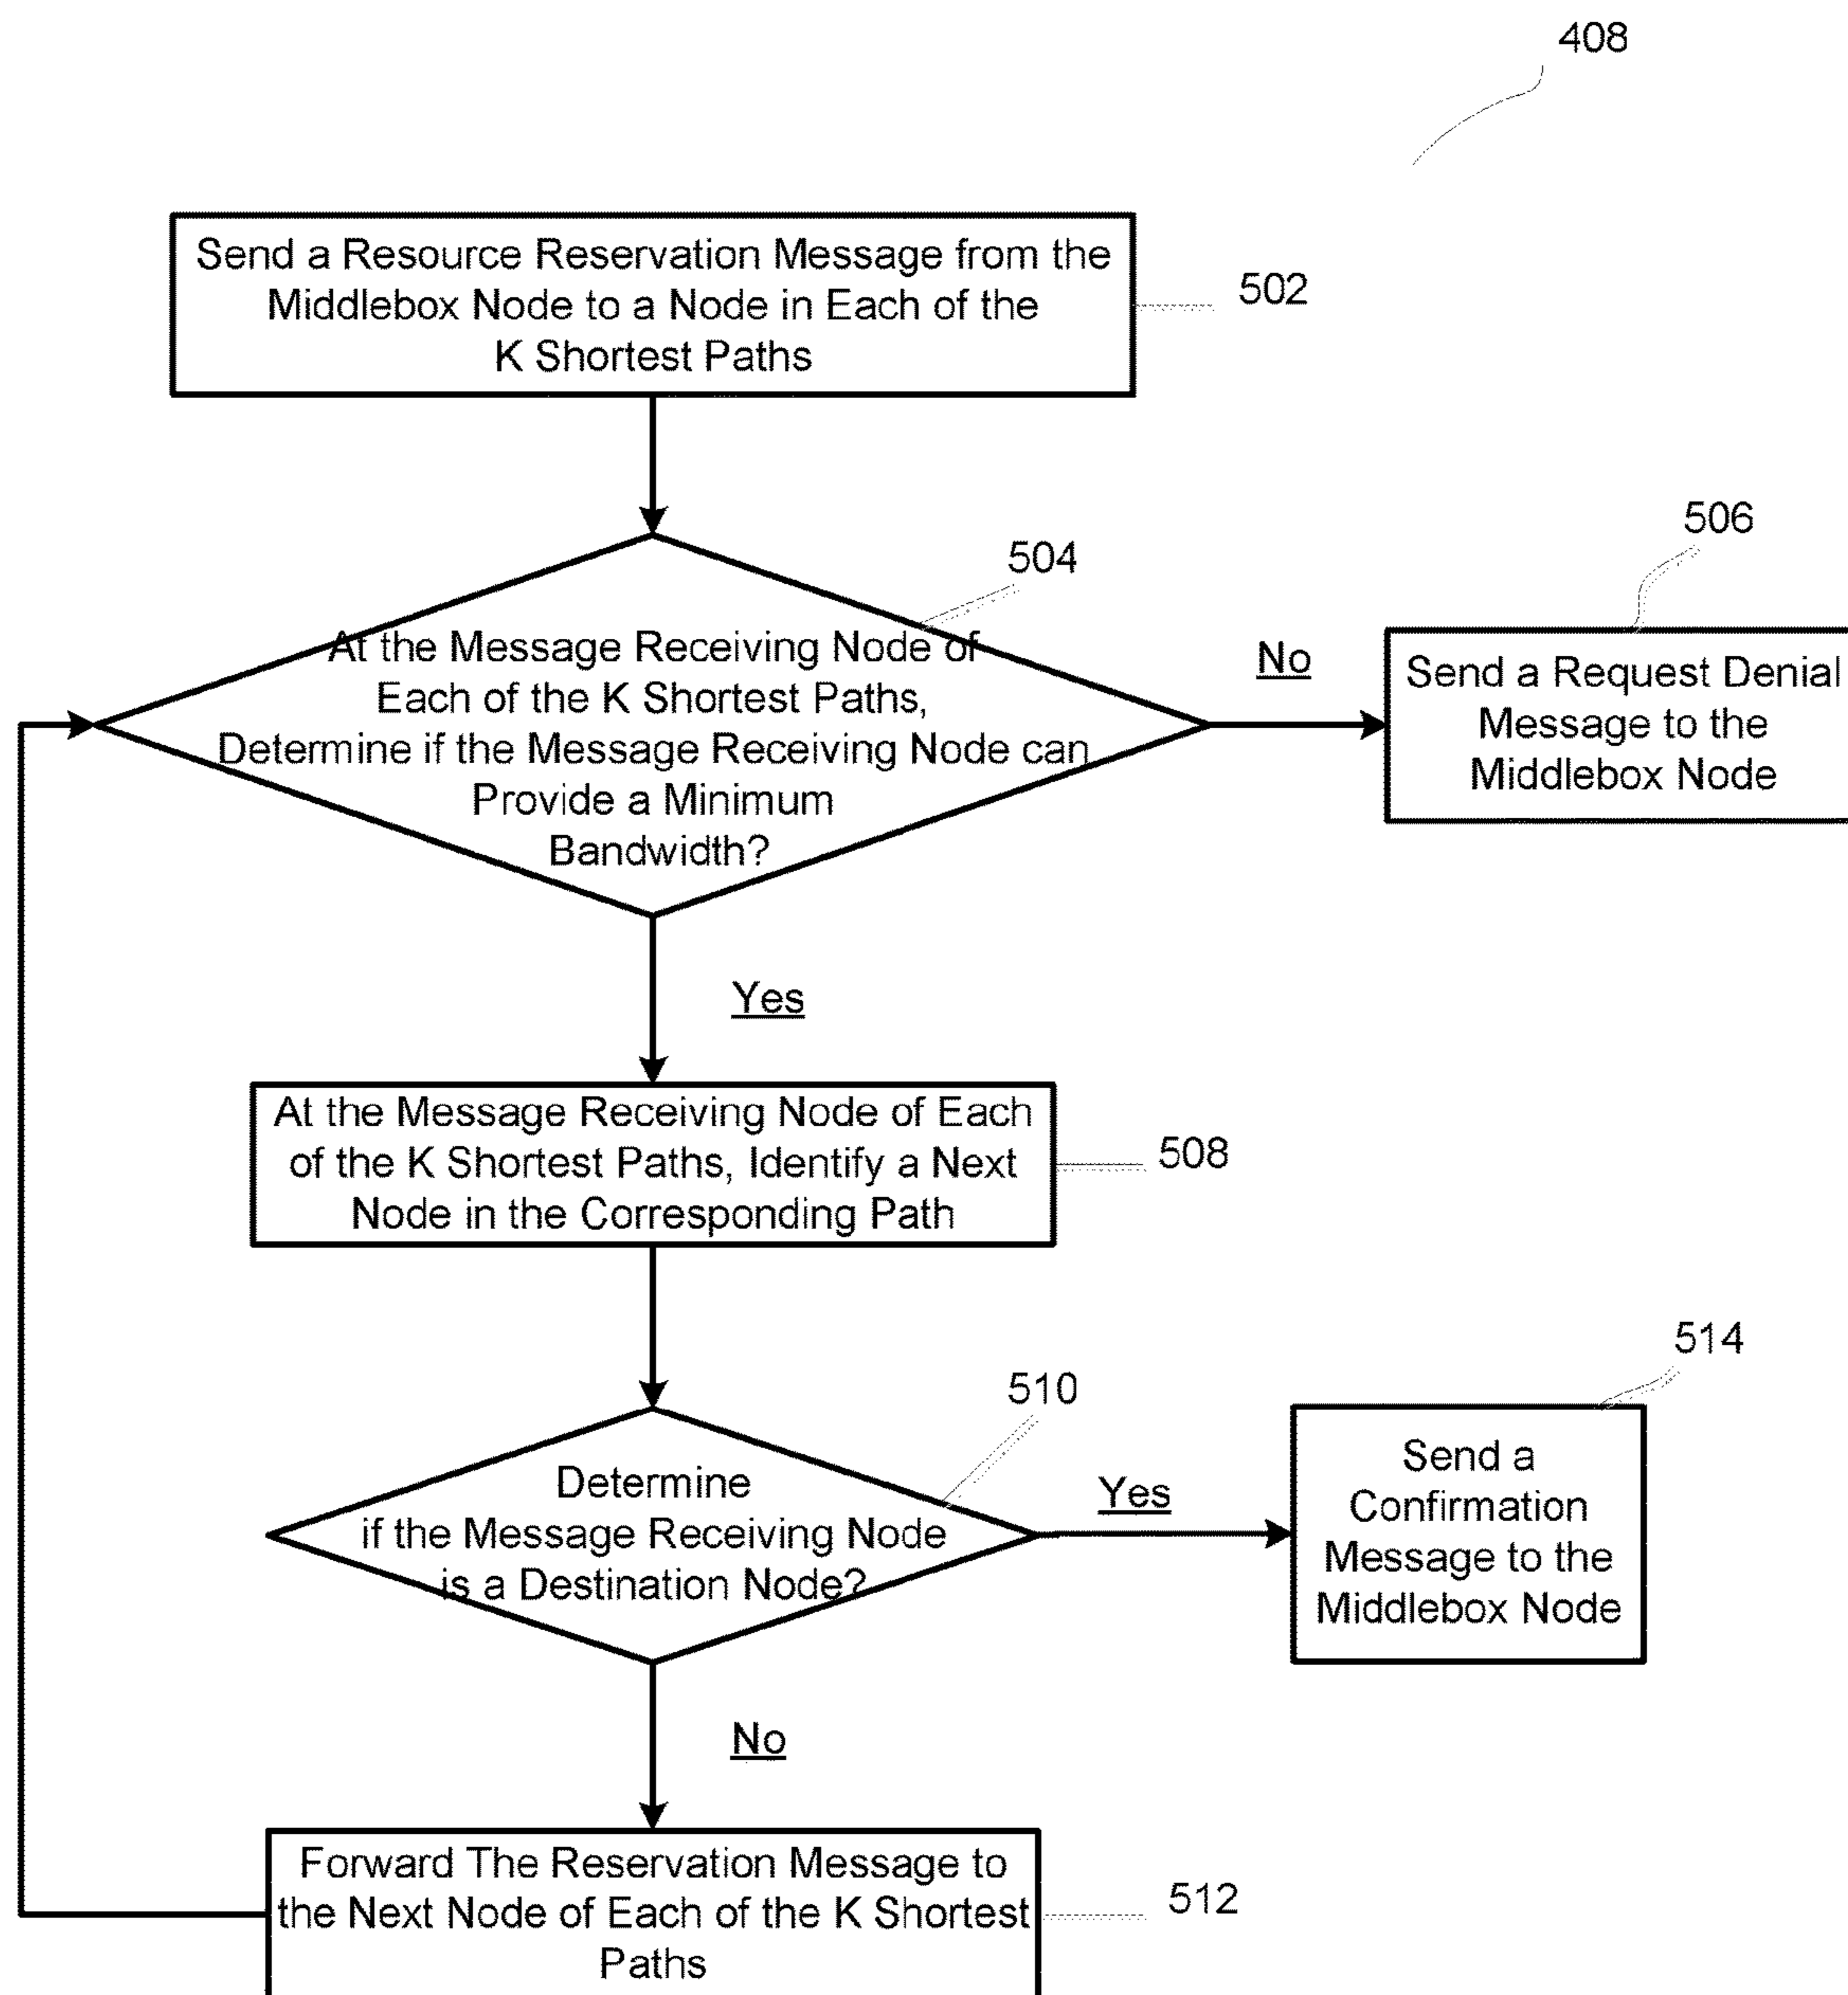 408
Send a Resource Reservation Message from the
Middlebox Node to a Node in Each of the
K Shortest Paths
502
504
At the Message Receiving Node of
Each of the K Shortest Paths,
Determine if the Message Receiving Node can
Provide a Minimum
Bandwidth?
No
506
Send a Request Denial
Message to the
Middlebox Node
Yes
At the Message Receiving Node of Each
of the K Shortest Paths, Identify a Next
Node in the Corresponding Path
508
510
Determine
if the Message Receiving Node
is a Destination Node?
Yes
514
Send a
Confirmation
Message to the
Middlebox Node
No
Forward The Reservation Message to
the Next Node of Each of the K Shortest
Paths
512